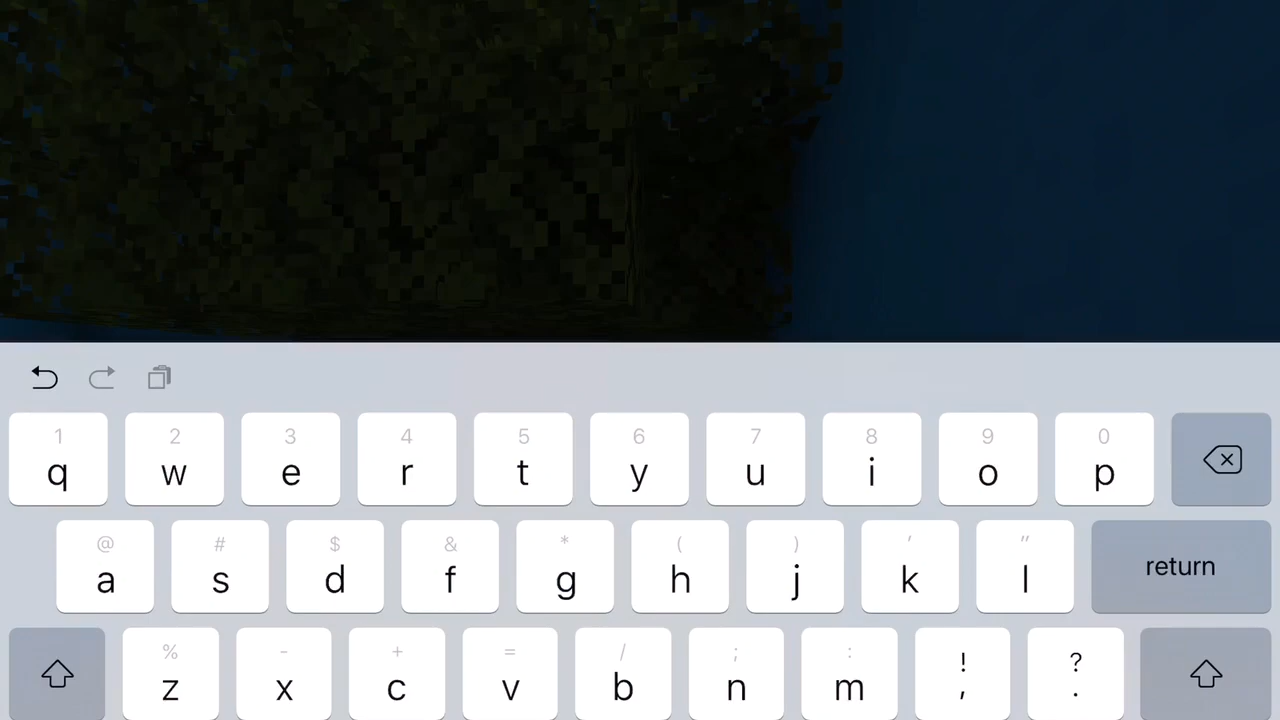 1 2 3 4 5 6 7 8 9 0
q w e r t y u i o p
@ # $ & * ( ) ' "
a s d f g h j k l return
% - + = / ; : ! ?
z x c v b n m , .